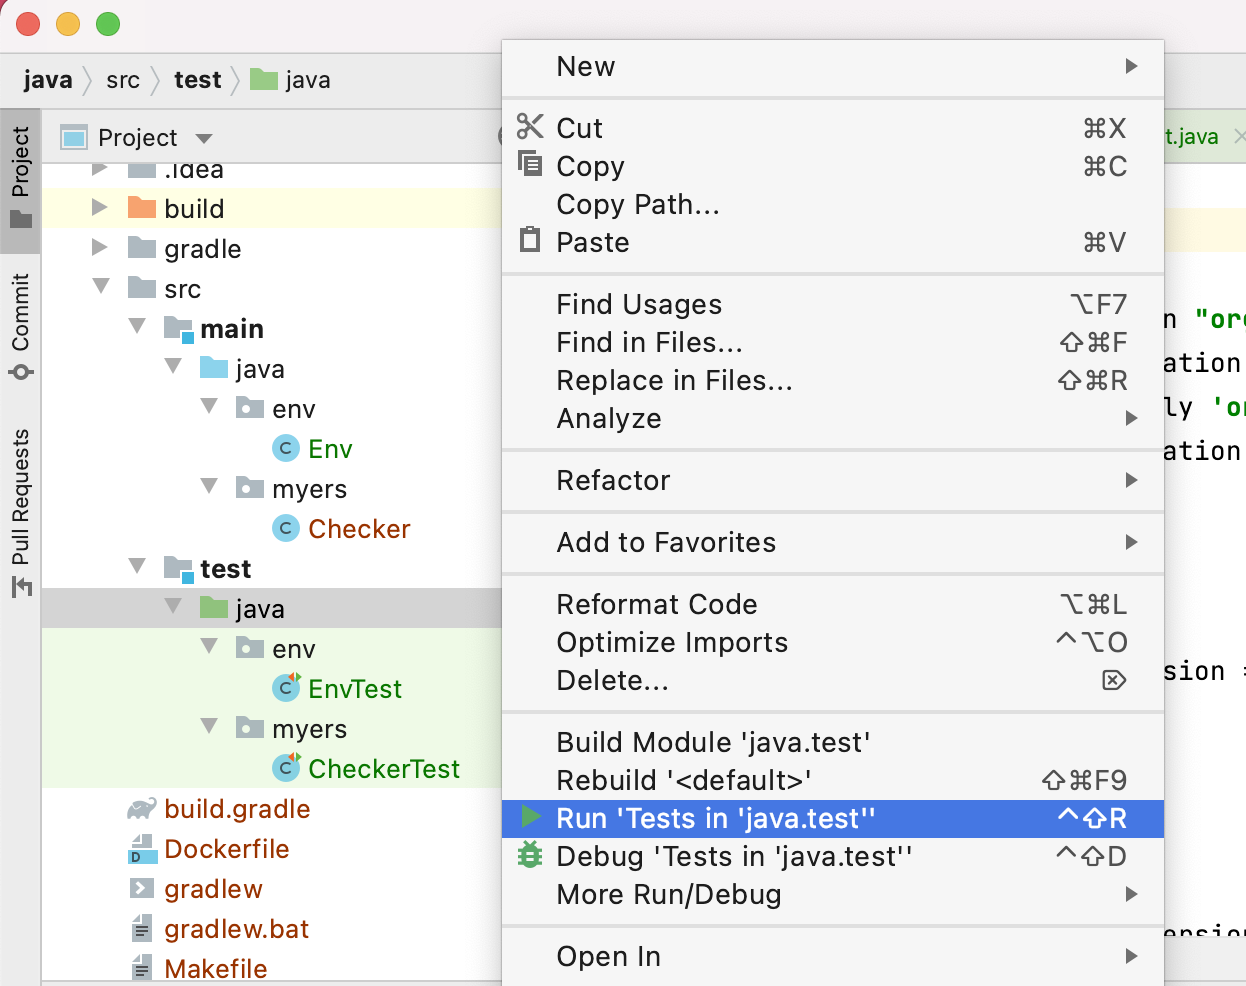 java src test java
Project
Commit
Pull Requests
Project
.idea
build
gradle
src
main
java
env
Env
myers
Checker
test
java
env
EnvTest
myers
CheckerTest
build.gradle
Dockerfile
gradlew
gradlew.bat
Makefile
New
Cut ⌘X
Copy ⌘C
Copy Path...
Paste ⌘V
Find Usages ⌥F7
Find in Files... ⇧⌘F
Replace in Files... ⇧⌘R
Analyze
Refactor
Add to Favorites
Reformat Code ⌥⌘L
Optimize Imports ^⌥O
Delete... ⌦
Build Module 'java.test'
Rebuild '<default>' ⇧⌘F9
Run 'Tests in 'java.test'' ^⇧R
Debug 'Tests in 'java.test'' ^⇧D
More Run/Debug
Open In
t.java
n "or
ation
ly 'o
ation
sion =
ersion